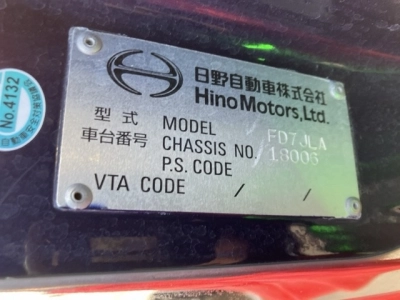 日野自動車株式会社
Hino Motors, Ltd.
型式 MODEL FD7JLA
車台番号 CHASSIS NO. 18005
P.S. CODE
VTA CODE / /
No.4132